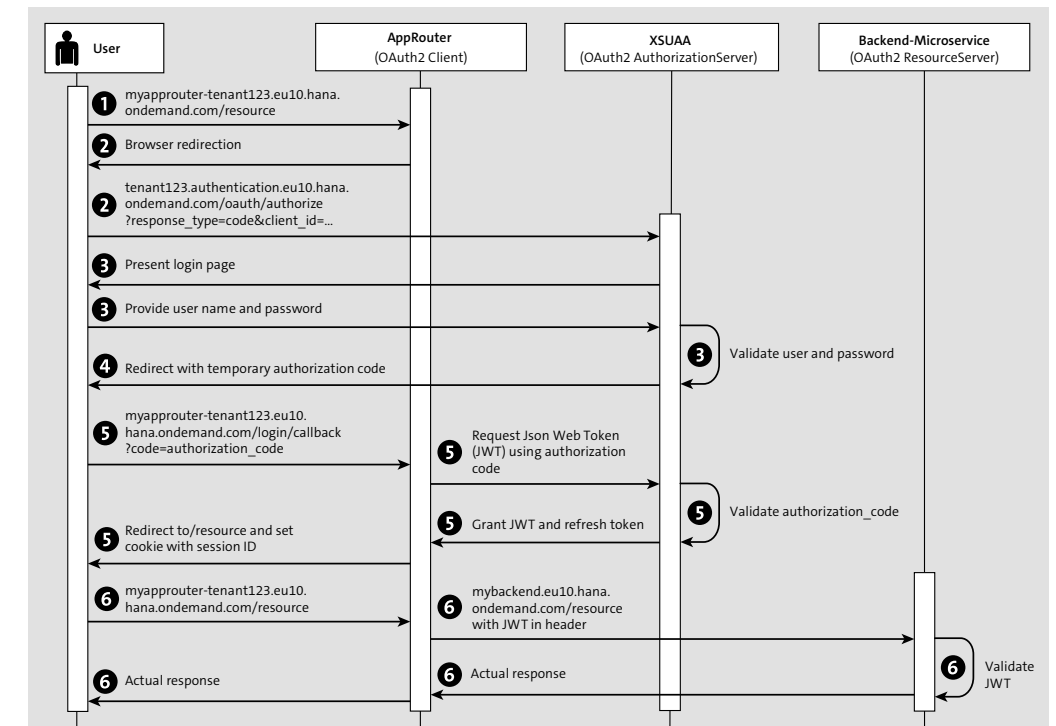 User
AppRouter
(OAuth2 Client)
XSUAA
(OAuth2 AuthorizationServer)
Backend-Microservice
(OAuth2 ResourceServer)
1
myapprouter-tenant123.eu10.hana.
ondemand.com/resource
2
Browser redirection
2
tenant123.authentication.eu10.hana.
ondemand.com/oauth/authorize
?response_type=code&client_id=...
3
Present login page
3
Provide user name and password
3
Validate user and password
4
Redirect with temporary authorization code
5
myapprouter-tenant123.eu10.
hana.ondemand.com/login/callback
?code=authorization_code
5
Request Json Web Token
(JWT) using authorization
code
5
Validate authorization_code
5
Grant JWT and refresh token
5
Redirect to/resource and set
cookie with session ID
6
myapprouter-tenant123.eu10.
hana.ondemand.com/resource
6
mybackend.eu10.hana.
ondemand.com/resource
with JWT in header
6
Validate
JWT
6
Actual response
6
Actual response